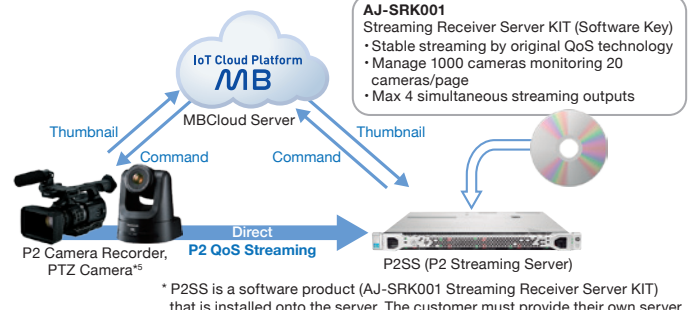 AJ-SRK001
Streaming Receiver Server KIT (Software Key)
・Stable streaming by original QoS technology
・Manage 1000 cameras monitoring 20
cameras/page
・Max 4 simultaneous streaming outputs
IoT Cloud Platform
MB
MBCloud Server
Thumbnail
Thumbnail
Command
Command
Direct
P2 QoS Streaming
P2 Camera Recorder,
PTZ Camera*5
P2SS (P2 Streaming Server)
* P2SS is a software product (AJ-SRK001 Streaming Receiver Server KIT)
that is installed onto the server. The customer must provide their own server.